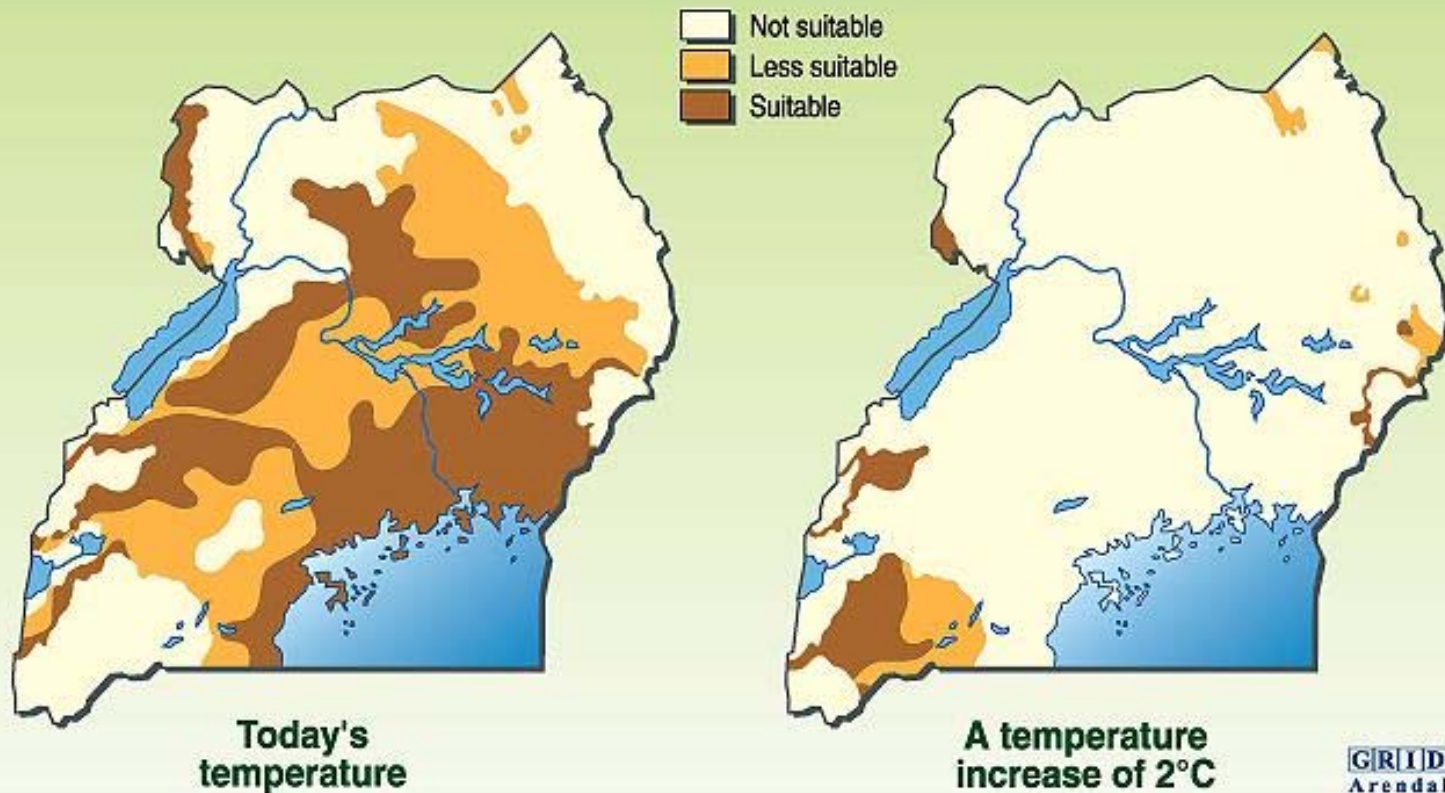 Not suitable
Less suitable
Suitable
Today's
temperature
A temperature
increase of 2°C
GRID
Arendal